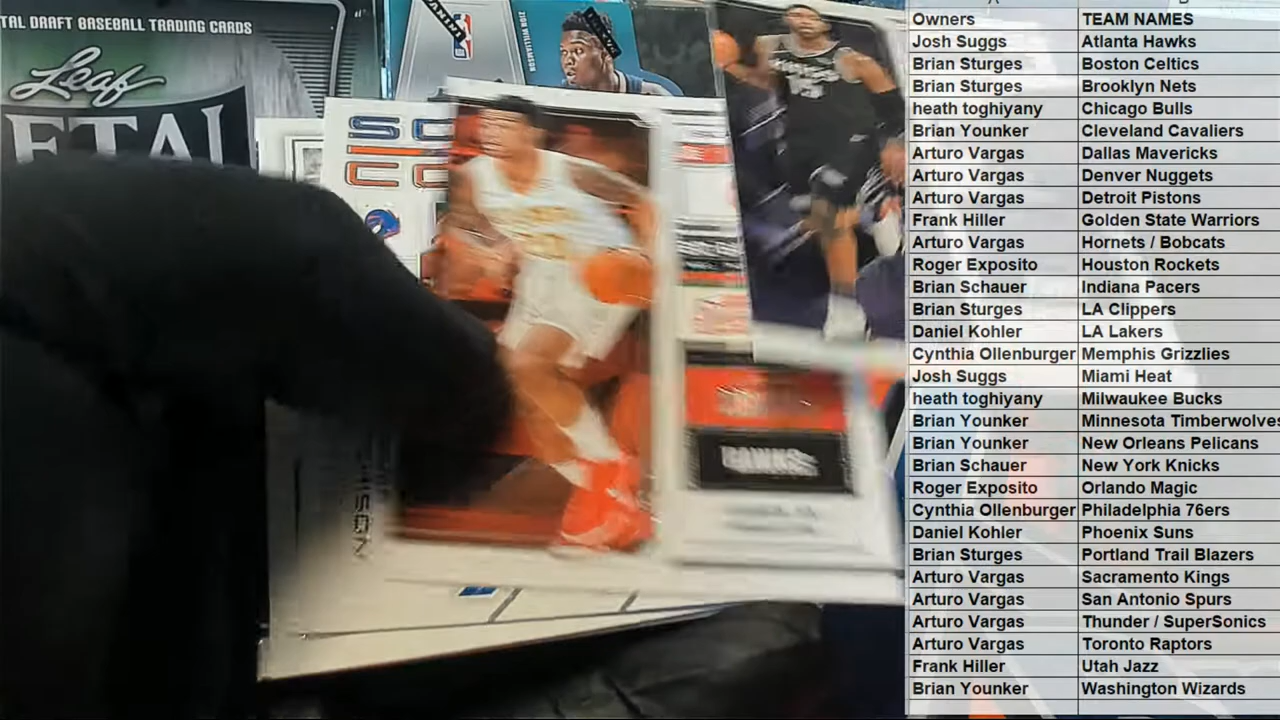 TAL DRAFT BASEBALL TRADING CARDS
Leaf
ETAL
ZION WILLIAMSON
SC
CC
HAWKS
Owners TEAM NAMES
Josh Suggs Atlanta Hawks
Brian Sturges Boston Celtics
Brian Sturges Brooklyn Nets
heath toghiyany Chicago Bulls
Brian Younker Cleveland Cavaliers
Arturo Vargas Dallas Mavericks
Arturo Vargas Denver Nuggets
Arturo Vargas Detroit Pistons
Frank Hiller Golden State Warriors
Arturo Vargas Hornets / Bobcats
Roger Exposito Houston Rockets
Brian Schauer Indiana Pacers
Brian Sturges LA Clippers
Daniel Kohler LA Lakers
Cynthia Ollenburger Memphis Grizzlies
Josh Suggs Miami Heat
heath toghiyany Milwaukee Bucks
Brian Younker Minnesota Timberwolves
Brian Younker New Orleans Pelicans
Brian Schauer New York Knicks
Roger Exposito Orlando Magic
Cynthia Ollenburger Philadelphia 76ers
Daniel Kohler Phoenix Suns
Brian Sturges Portland Trail Blazers
Arturo Vargas Sacramento Kings
Arturo Vargas San Antonio Spurs
Arturo Vargas Thunder / SuperSonics
Arturo Vargas Toronto Raptors
Frank Hiller Utah Jazz
Brian Younker Washington Wizards